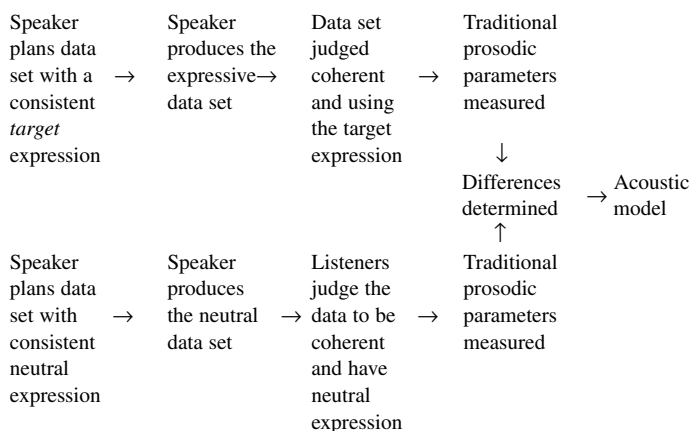 Speaker
plans data
set with a
consistent
target
expression
→
Speaker
produces the
expressive→
data set
Data set
judged
coherent
and using
the target
expression
→
Traditional
prosodic
parameters
measured
↓
Differences
determined
→ Acoustic
model
↑
Speaker
plans data
set with
consistent
neutral
expression
→
Speaker
produces
the neutral
data set
→
Listeners
judge the
data to be
coherent
and have
neutral
expression
→
Traditional
prosodic
parameters
measured